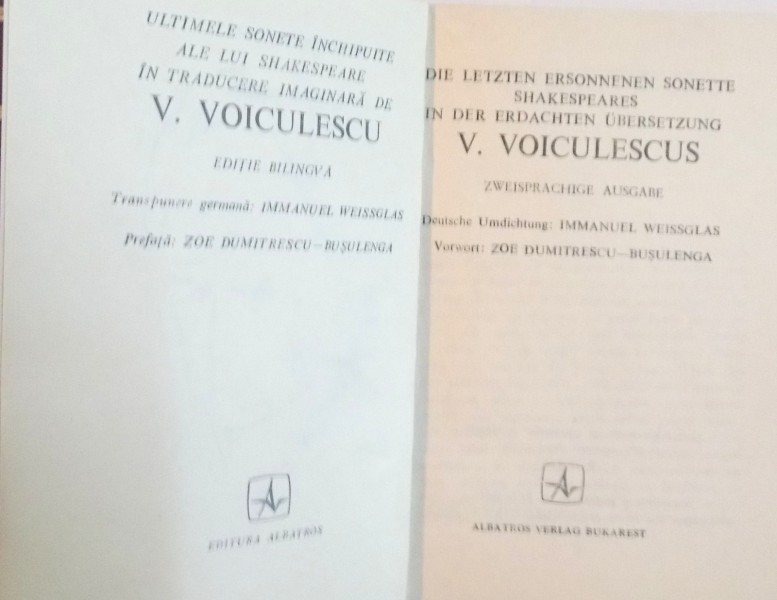 ULTIMELE SONETE ÎNCHIPUITE
ALE LUI SHAKESPEARE
ÎN TRADUCERE IMAGINARĂ DE
V. VOICULESCU
EDIȚIE BILINGVĂ
Transpunere germană: IMMANUEL WEISSGLAS
Prefață: ZOE DUMITRESCU—BUȘULENGA
EDITURA ALBATROS
DIE LETZTEN ERSONNENEN SONETTE
SHAKESPEARES
IN DER ERDACHTEN ÜBERSETZUNG
V. VOICULESCUS
ZWEISPRACHIGE AUSGABE
Deutsche Umdichtung: IMMANUEL WEISSGLAS
Vorwort: ZOE DUMITRESCU—BUȘULENGA
ALBATROS VERLAG BUKAREST